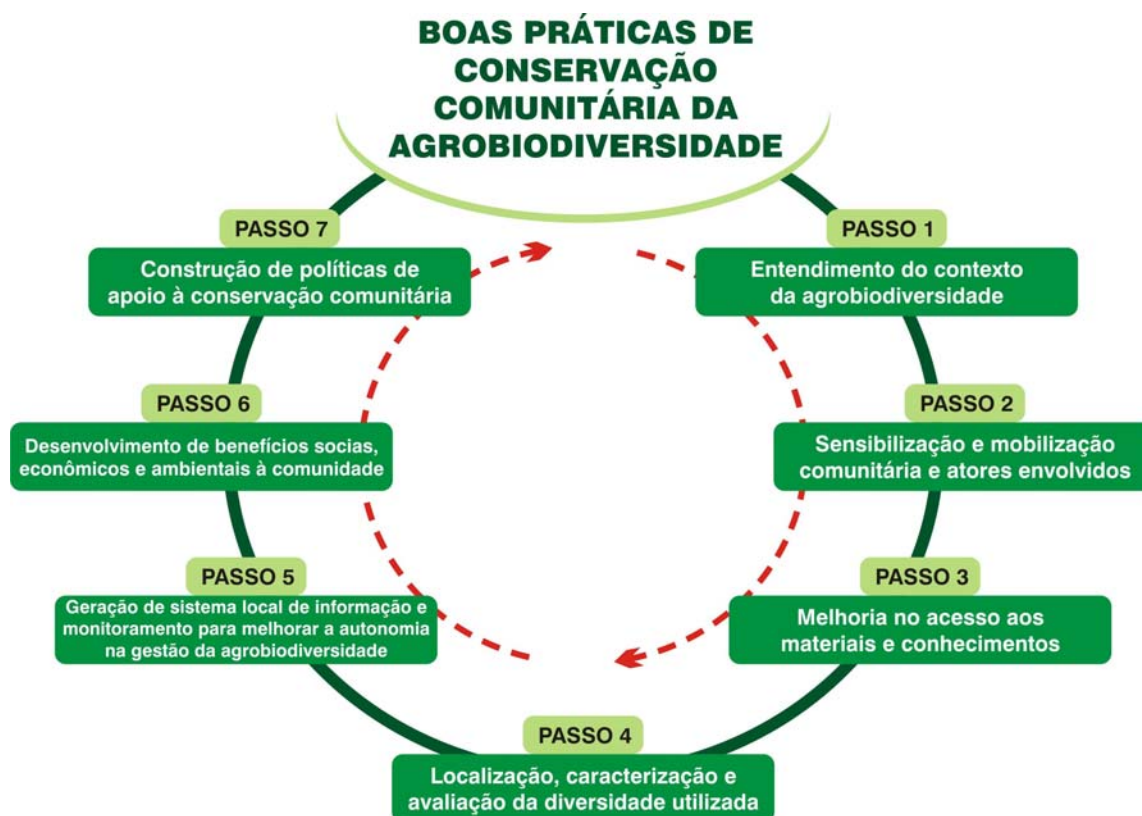 BOAS PRÁTICAS DE
CONSERVAÇÃO
COMUNITÁRIA DA
AGROBIODIVERSIDADE
PASSO 1
Entendimento do contexto
da agrobiodiversidade
PASSO 2
Sensibilização e mobilização
comunitária e atores envolvidos
PASSO 3
Melhoria no acesso aos
materiais e conhecimentos
PASSO 4
Localização, caracterização e
avaliação da diversidade utilizada
PASSO 5
Geração de sistema local de informação e
monitoramento para melhorar a autonomia
na gestão da agrobiodiversidade
PASSO 6
Desenvolvimento de benefícios socias,
econômicos e ambientais à comunidade
PASSO 7
Construção de políticas de
apoio à conservação comunitária